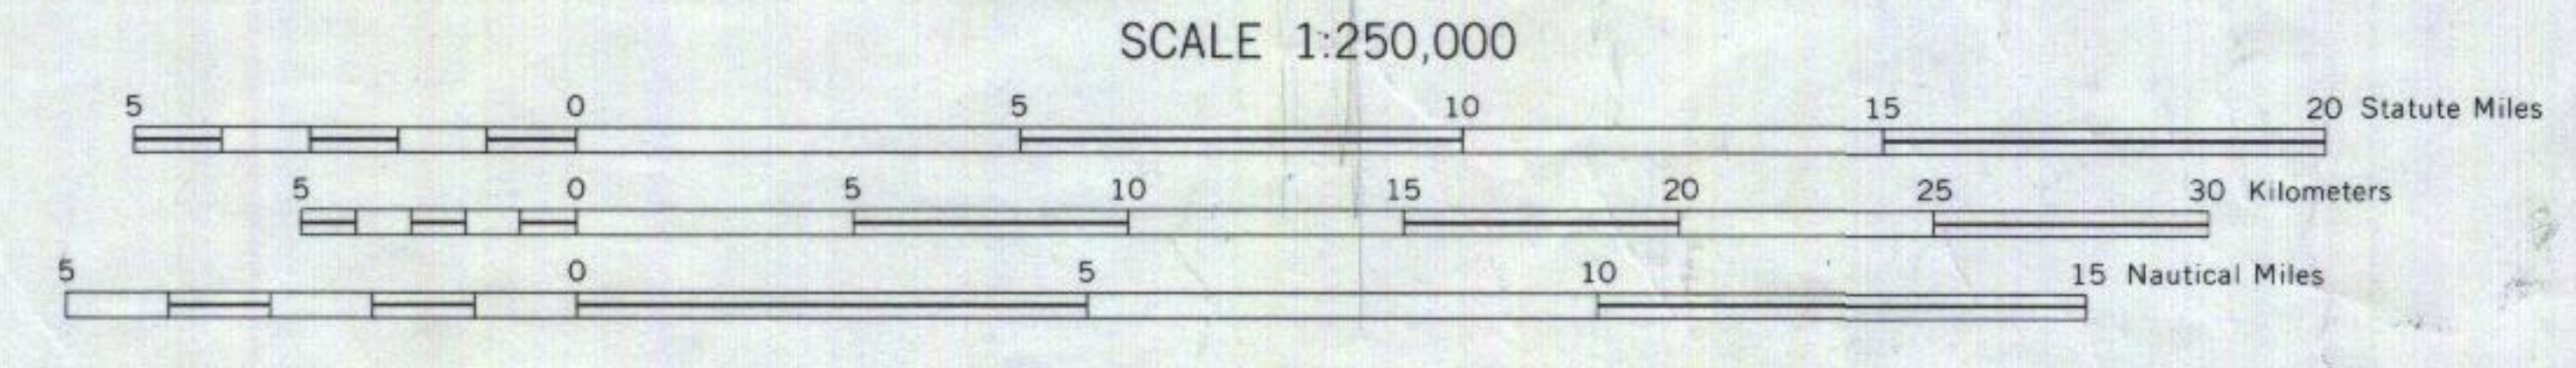 SCALE 1:250,000
5 0 5 10 15 20 Statute Miles
5 0 5 10 15 20 25 30 Kilometers
5 0 5 10 15 Nautical Miles